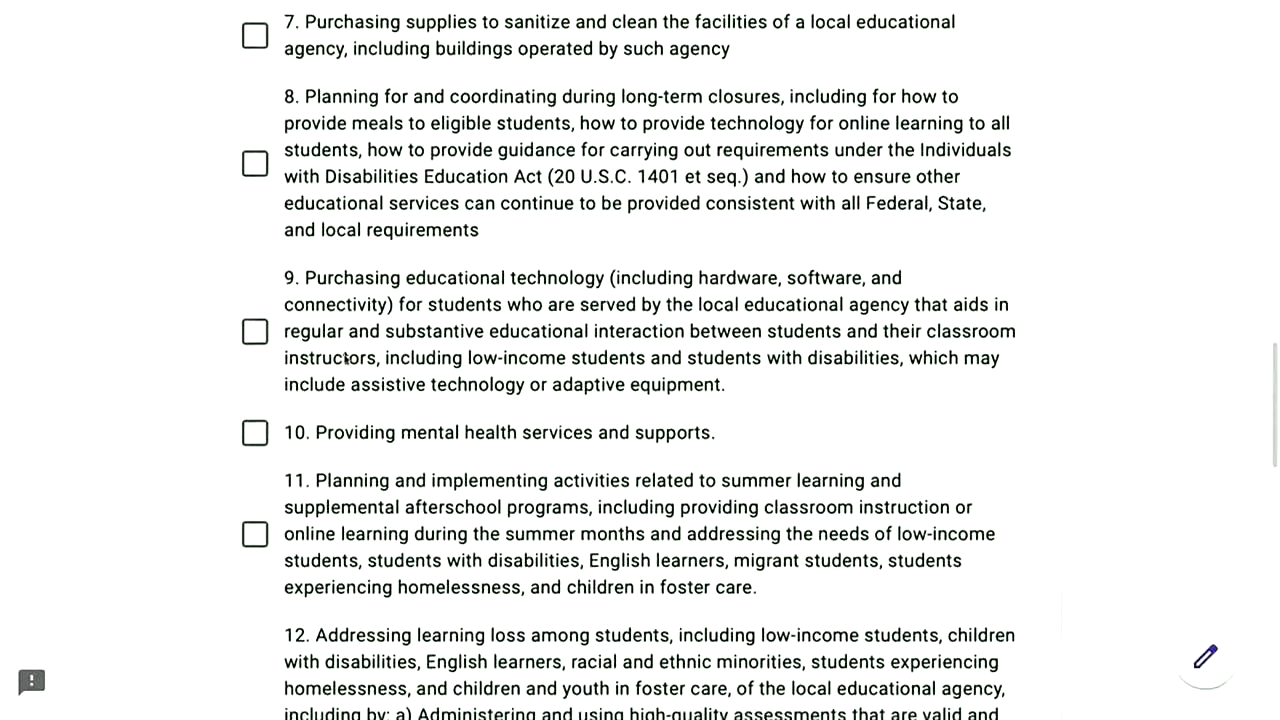 7. Purchasing supplies to sanitize and clean the facilities of a local educational
agency, including buildings operated by such agency
8. Planning for and coordinating during long-term closures, including for how to
provide meals to eligible students, how to provide technology for online learning to all
students, how to provide guidance for carrying out requirements under the Individuals
with Disabilities Education Act (20 U.S.C. 1401 et seq.) and how to ensure other
educational services can continue to be provided consistent with all Federal, State,
and local requirements
9. Purchasing educational technology (including hardware, software, and
connectivity) for students who are served by the local educational agency that aids in
regular and substantive educational interaction between students and their classroom
instructors, including low-income students and students with disabilities, which may
include assistive technology or adaptive equipment.
10. Providing mental health services and supports.
11. Planning and implementing activities related to summer learning and
supplemental afterschool programs, including providing classroom instruction or
online learning during the summer months and addressing the needs of low-income
students, students with disabilities, English learners, migrant students, students
experiencing homelessness, and children in foster care.
12. Addressing learning loss among students, including low-income students, children
with disabilities, English learners, racial and ethnic minorities, students experiencing
homelessness, and children and youth in foster care, of the local educational agency,
including by: a) Administering and using high-quality assessments that are valid and